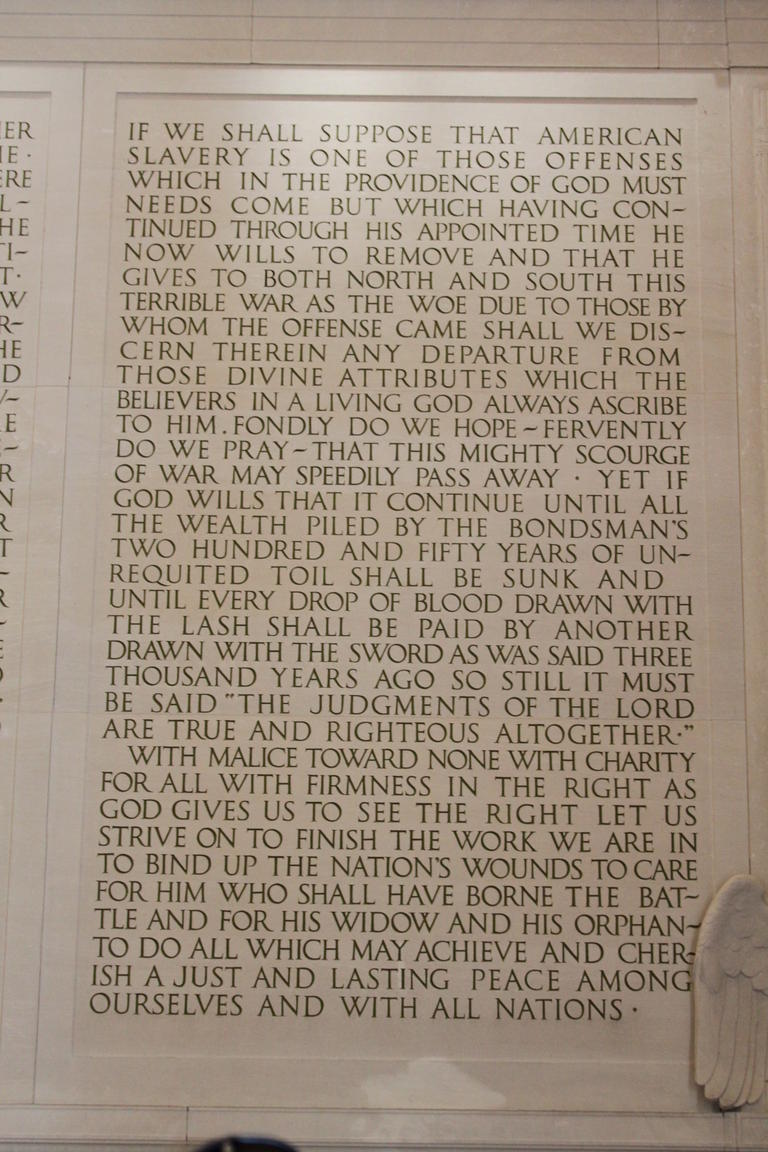 IF WE SHALL SUPPOSE THAT AMERICAN
SLAVERY IS ONE OF THOSE OFFENSES
WHICH IN THE PROVIDENCE OF GOD MUST
NEEDS COME BUT WHICH HAVING CON~
TINUED THROUGH HIS APPOINTED TIME HE
NOW WILLS TO REMOVE AND THAT HE
GIVES TO BOTH NORTH AND SOUTH THIS
TERRIBLE WAR AS THE WOE DUE TO THOSE BY
WHOM THE OFFENSE CAME SHALL WE DIS~
CERN THEREIN ANY DEPARTURE FROM
THOSE DIVINE ATTRIBUTES WHICH THE
BELIEVERS IN A LIVING GOD ALWAYS ASCRIBE
TO HIM. FONDLY DO WE HOPE ~ FERVENTLY
DO WE PRAY ~ THAT THIS MIGHTY SCOURGE
OF WAR MAY SPEEDILY PASS AWAY · YET IF
GOD WILLS THAT IT CONTINUE UNTIL ALL
THE WEALTH PILED BY THE BONDSMAN'S
TWO HUNDRED AND FIFTY YEARS OF UN~
REQUITED TOIL SHALL BE SUNK AND
UNTIL EVERY DROP OF BLOOD DRAWN WITH
THE LASH SHALL BE PAID BY ANOTHER
DRAWN WITH THE SWORD AS WAS SAID THREE
THOUSAND YEARS AGO SO STILL IT MUST
BE SAID "THE JUDGMENTS OF THE LORD
ARE TRUE AND RIGHTEOUS ALTOGETHER·"
WITH MALICE TOWARD NONE WITH CHARITY
FOR ALL WITH FIRMNESS IN THE RIGHT AS
GOD GIVES US TO SEE THE RIGHT LET US
STRIVE ON TO FINISH THE WORK WE ARE IN
TO BIND UP THE NATION'S WOUNDS TO CARE
FOR HIM WHO SHALL HAVE BORNE THE BAT~
TLE AND FOR HIS WIDOW AND HIS ORPHAN~
TO DO ALL WHICH MAY ACHIEVE AND CHER~
ISH A JUST AND LASTING PEACE AMONG
OURSELVES AND WITH ALL NATIONS ·